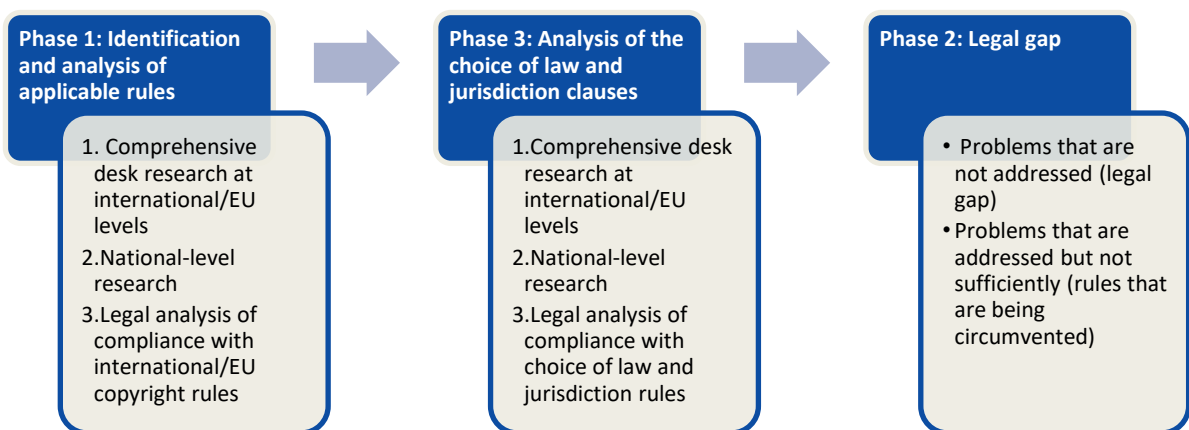 Phase 1: Identification
and analysis of
applicable rules
1. Comprehensive
desk research at
international/EU
levels
2.National-level
research
3.Legal analysis of
compliance with
international/EU
copyright rules
Phase 3: Analysis of the
choice of law and
jurisdiction clauses
1.Comprehensive desk
research at
international/EU
levels
2.National-level
research
3.Legal analysis of
compliance with
choice of law and
jurisdiction rules
Phase 2: Legal gap
• Problems that are
not addressed (legal
gap)
• Problems that are
addressed but not
sufficiently (rules that
are being
circumvented)